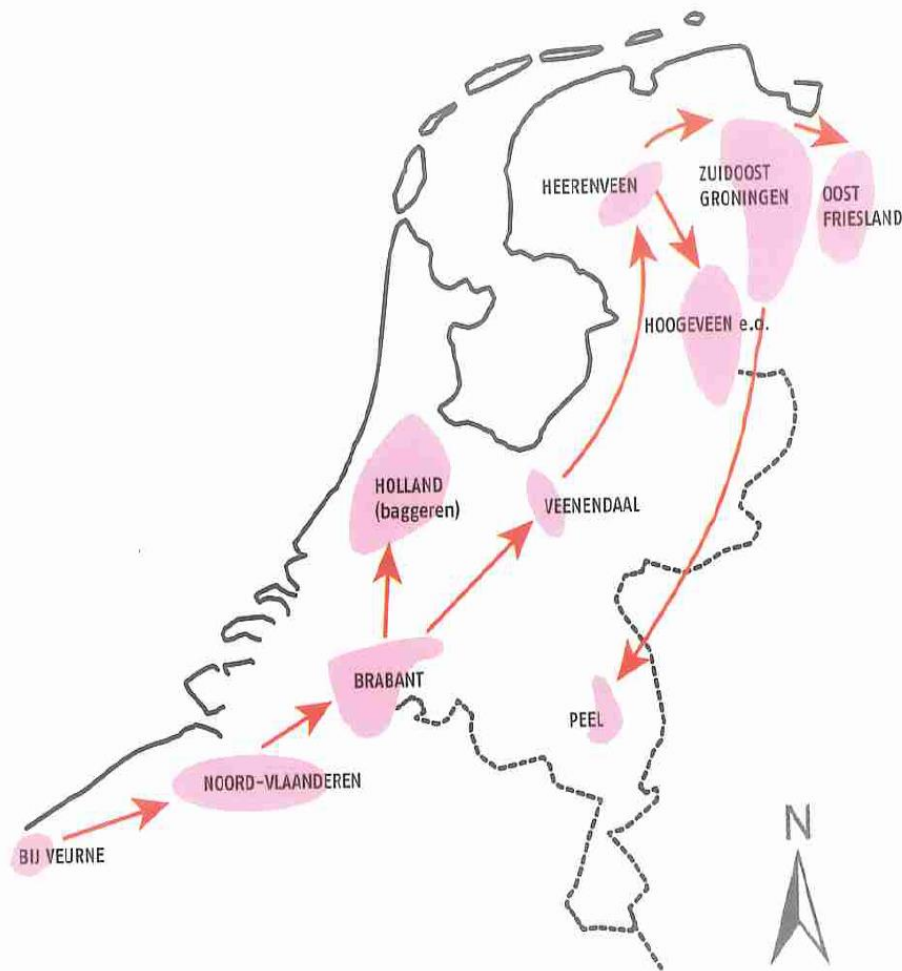 HEERENVEEN
ZUIDOOST
GRONINGEN
OOST
FRIESLAND
HOOGEVEEN e.o.
HOLLAND
(baggeren)
VEENENDAAL
BRABANT
PEEL
NOORD-VLAANDEREN
BIJ VEURNE
N